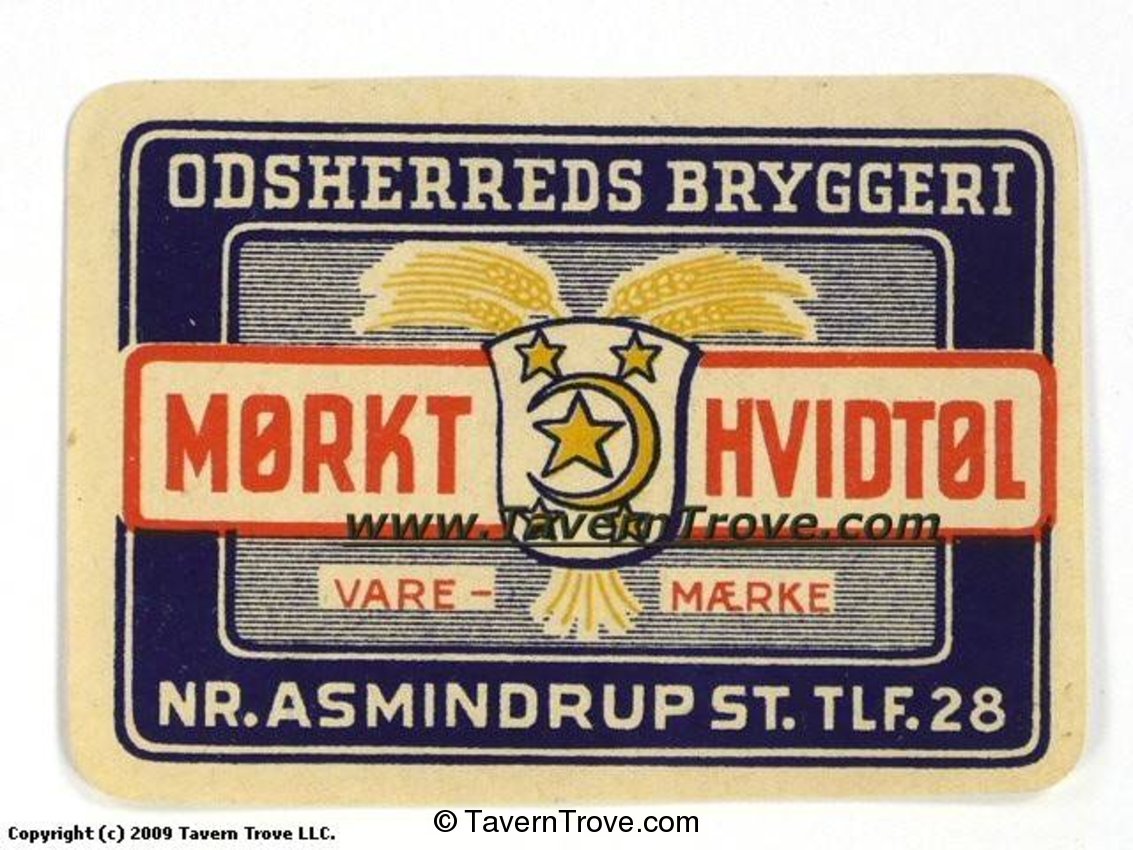 ODSHERREDS BRYGGERI
MØRKT HVIDTØL
www.TavernTrove.com
VARE- MÆRKE
NR. ASMINDRUP ST. TLF. 28
© TavernTrove.com
Copyright (c) 2009 Tavern Trove LLC.